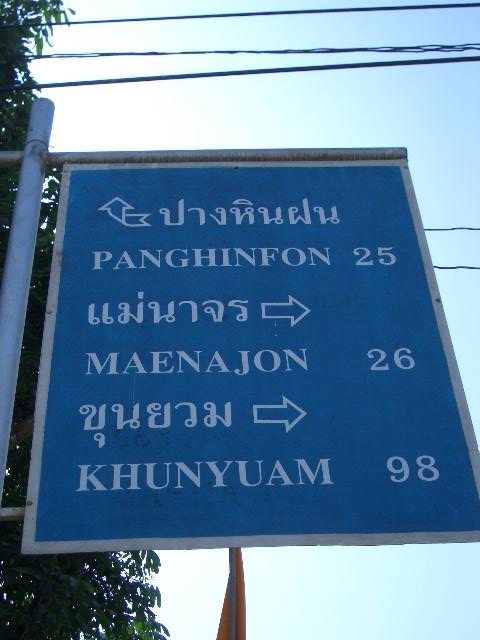 ปางหินฝน
PANGHINFON 25
แม่นาจร
MAENAJON 26
ขุนยวม
KHUNYUAM 98